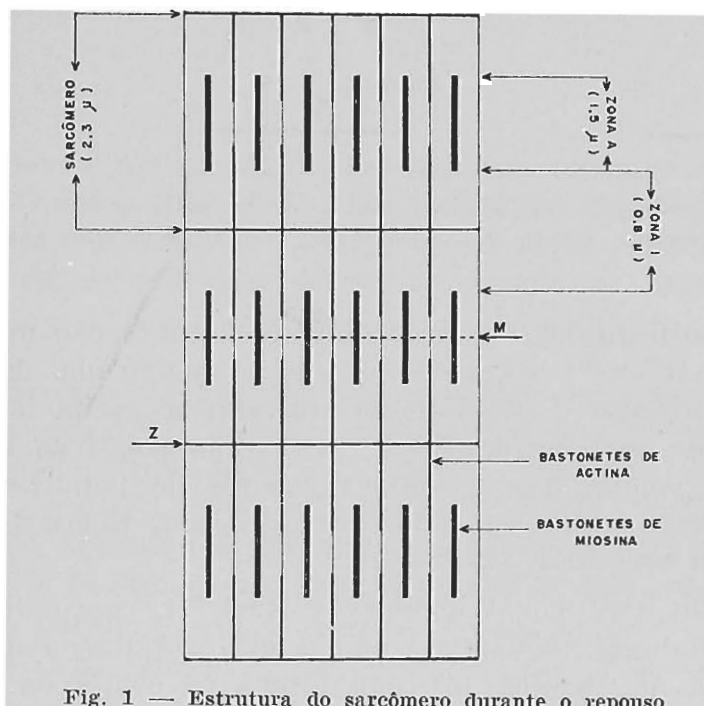 SARCÔMERO
(2,3 μ)
ZONA A
(1,5 μ)
ZONA I
(0,8 μ)
M
Z
BASTONETES DE
ACTINA
BASTONETES DE
MIOSINA
Fig. 1 — Estrutura do sarcômero durante o repouso